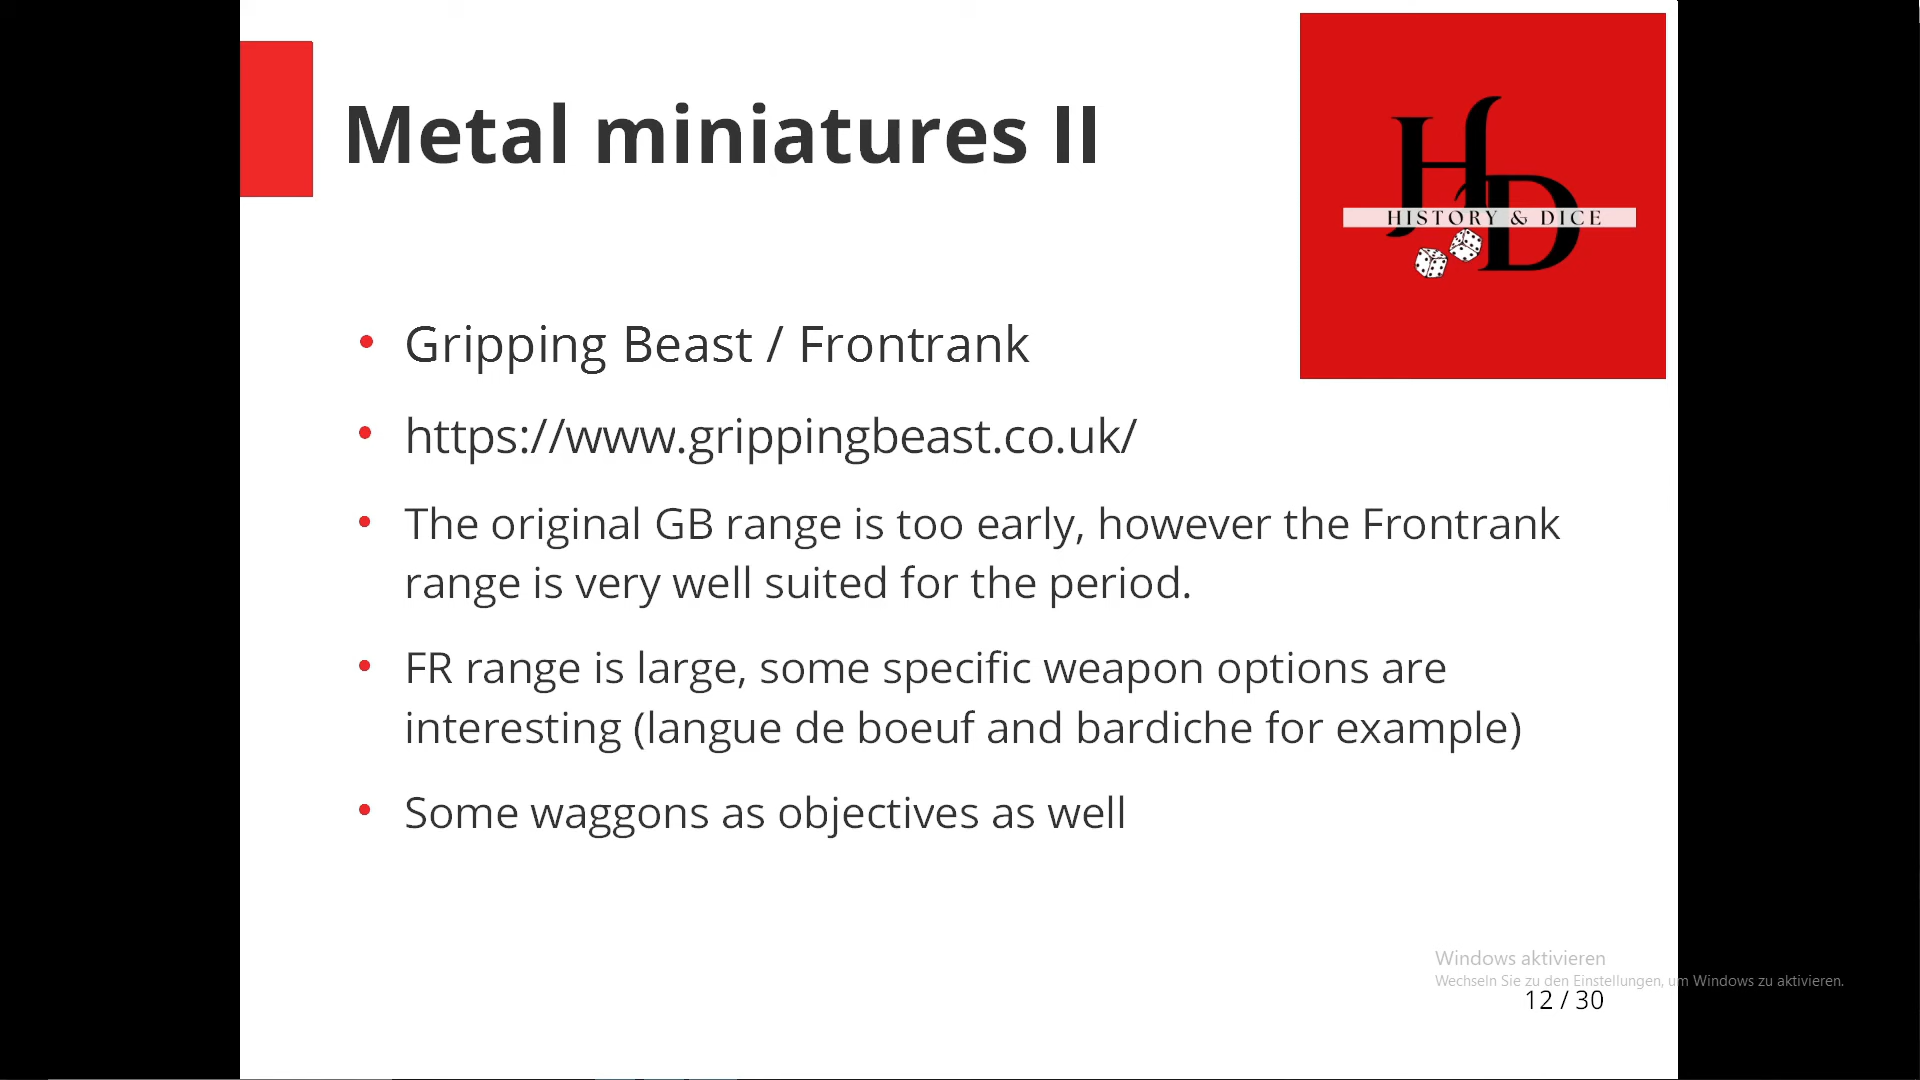 Metal miniatures II
HD
HISTORY & DICE
• Gripping Beast / Frontrank
• https://www.grippingbeast.co.uk/
• The original GB range is too early, however the Frontrank
range is very well suited for the period.
• FR range is large, some specific weapon options are
interesting (langue de boeuf and bardiche for example)
• Some waggons as objectives as well
Windows aktivieren
Wechseln Sie zu den Einstellungen, um Windows zu aktivieren.
12 / 30